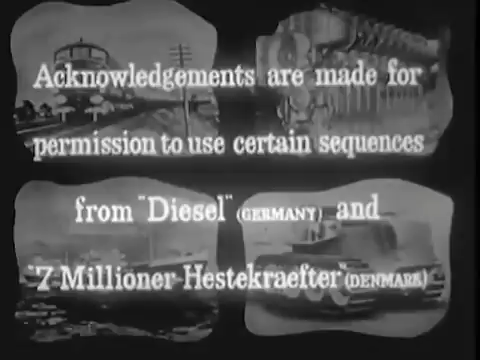 Acknowledgements are made for
permission to use certain sequences
from "Diesel" (GERMANY) and
"7 Millioner Hestekraefter" (DENMARK)